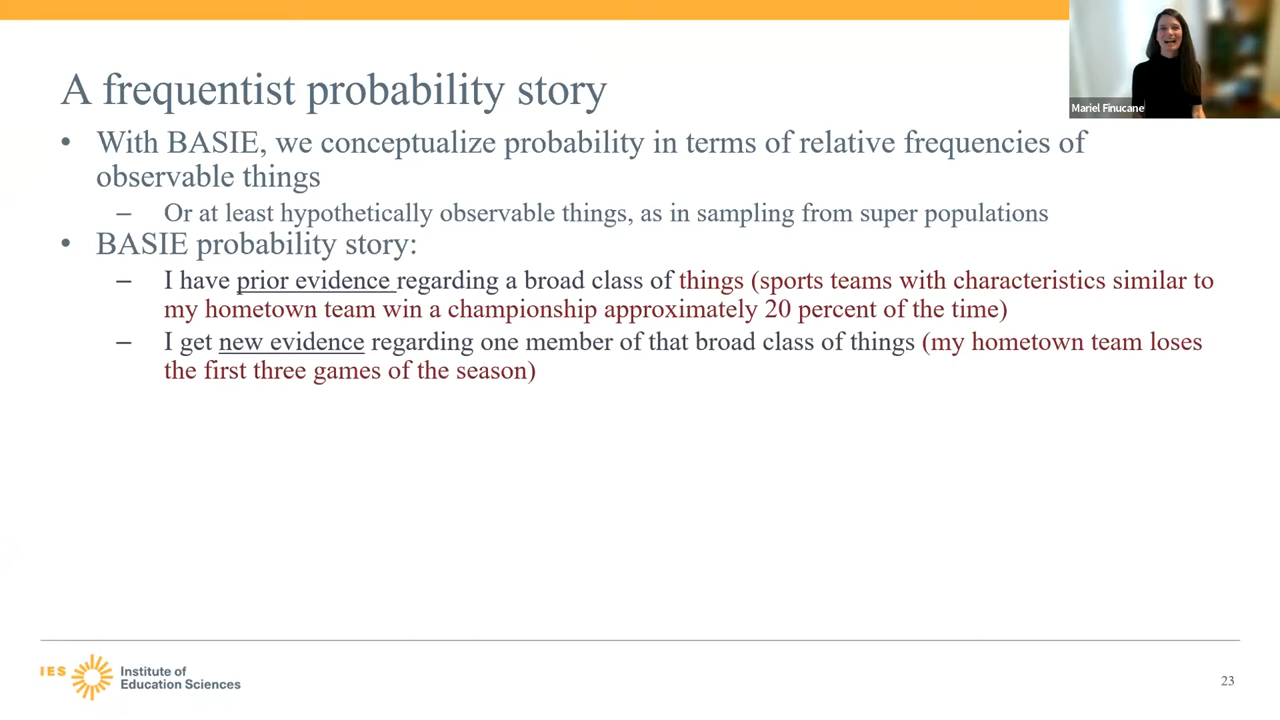 A frequentist probability story
Mariel Finucane
• With BASIE, we conceptualize probability in terms of relative frequencies of
observable things
– Or at least hypothetically observable things, as in sampling from super populations
• BASIE probability story:
– I have prior evidence regarding a broad class of things (sports teams with characteristics similar to
my hometown team win a championship approximately 20 percent of the time)
– I get new evidence regarding one member of that broad class of things (my hometown team loses
the first three games of the season)
IES
Institute of
Education Sciences
23